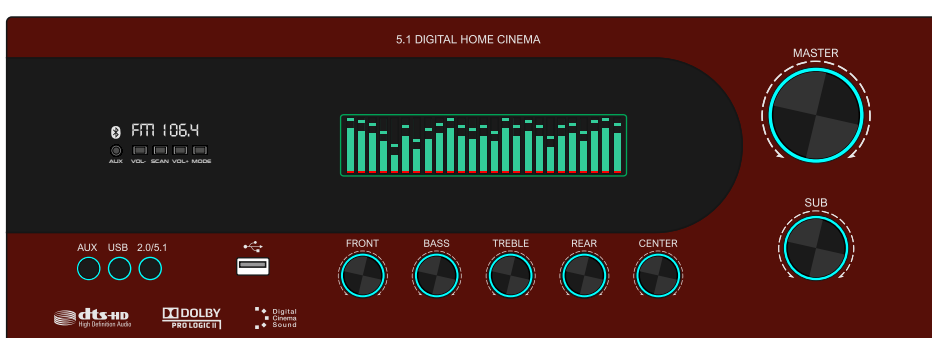 5.1 DIGITAL HOME CINEMA
MASTER
FM 106.4
AUX VOL- SCAN VOL+ MODE
SUB
AUX USB 2.0/5.1
FRONT BASS TREBLE REAR CENTER
dts-HD
High Definition Audio
DOLBY
PRO LOGIC II
Digital
Cinema
Sound